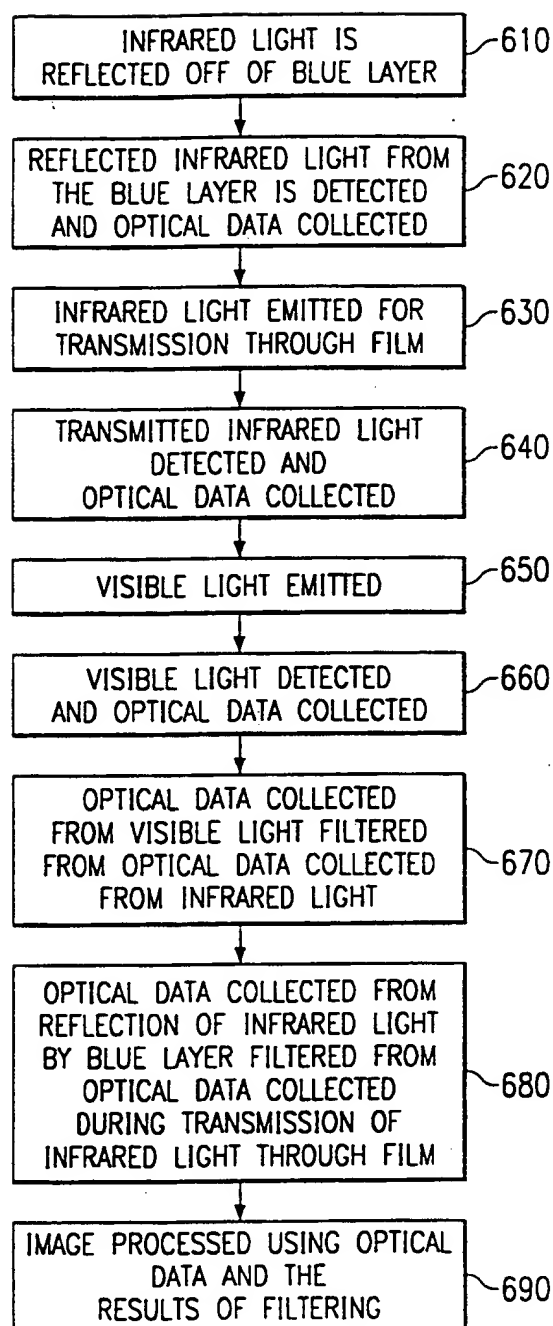 INFRARED LIGHT IS
REFLECTED OFF OF BLUE LAYER
610
REFLECTED INFRARED LIGHT FROM
THE BLUE LAYER IS DETECTED
AND OPTICAL DATA COLLECTED
620
INFRARED LIGHT EMITTED FOR
TRANSMISSION THROUGH FILM
630
TRANSMITTED INFRARED LIGHT
DETECTED AND
OPTICAL DATA COLLECTED
640
VISIBLE LIGHT EMITTED
650
VISIBLE LIGHT DETECTED
AND OPTICAL DATA COLLECTED
660
OPTICAL DATA COLLECTED
FROM VISIBLE LIGHT FILTERED
FROM OPTICAL DATA COLLECTED
FROM INFRARED LIGHT
670
OPTICAL DATA COLLECTED FROM
REFLECTION OF INFRARED LIGHT
BY BLUE LAYER FILTERED FROM
OPTICAL DATA COLLECTED
DURING TRANSMISSION OF
INFRARED LIGHT THROUGH FILM
680
IMAGE PROCESSED USING OPTICAL
DATA AND THE
RESULTS OF FILTERING
690